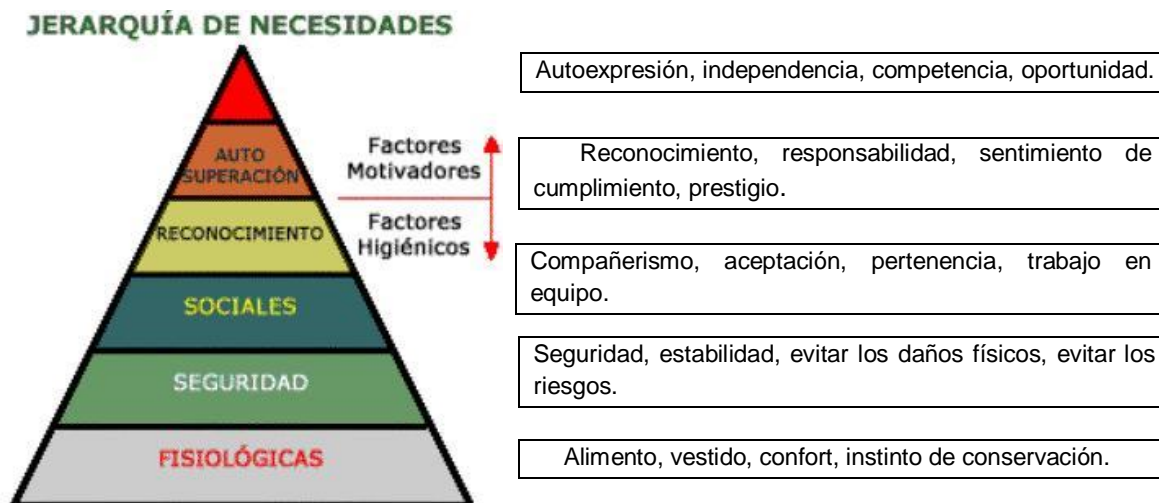 JERARQUÍA DE NECESIDADES
AUTO
SUPERACIÓN
RECONOCIMIENTO
SOCIALES
SEGURIDAD
FISIOLÓGICAS
Factores
Motivadores
Factores
Higiénicos
Autoexpresión, independencia, competencia, oportunidad.
Reconocimiento, responsabilidad, sentimiento de
cumplimiento, prestigio.
Compañerismo, aceptación, pertenencia, trabajo en
equipo.
Seguridad, estabilidad, evitar los daños físicos, evitar los
riesgos.
Alimento, vestido, confort, instinto de conservación.